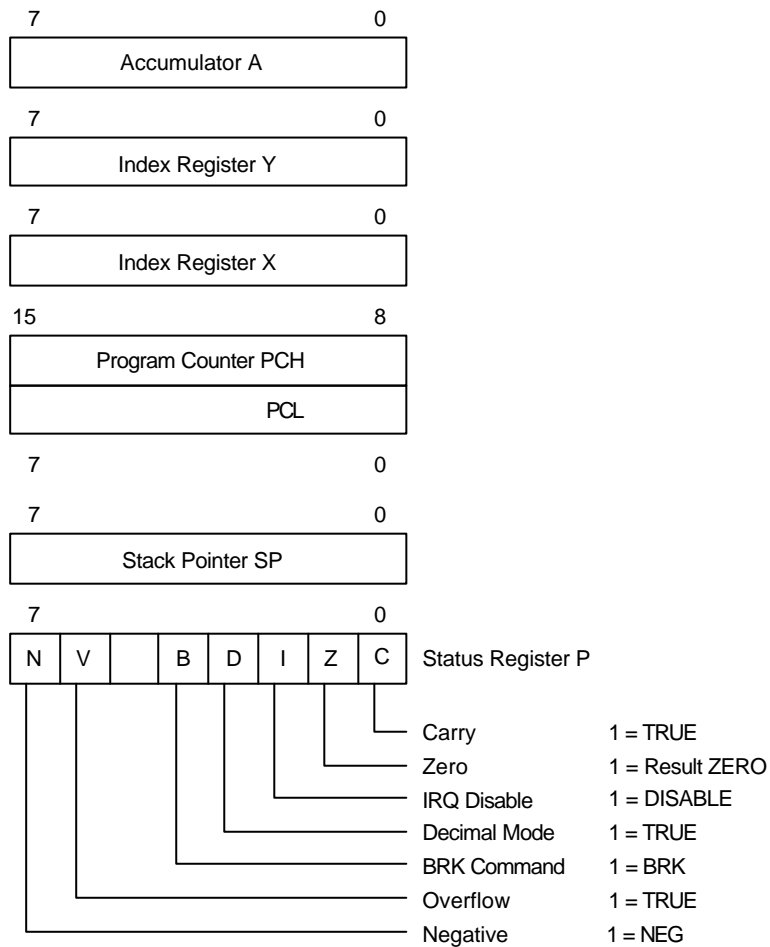 7 0
Accumulator A
7 0
Index Register Y
7 0
Index Register X
15 8
Program Counter PCH
PCL
7 0
7 0
Stack Pointer SP
7 0
N V B D I Z C Status Register P
Carry 1 = TRUE
Zero 1 = Result ZERO
IRQ Disable 1 = DISABLE
Decimal Mode 1 = TRUE
BRK Command 1 = BRK
Overflow 1 = TRUE
Negative 1 = NEG